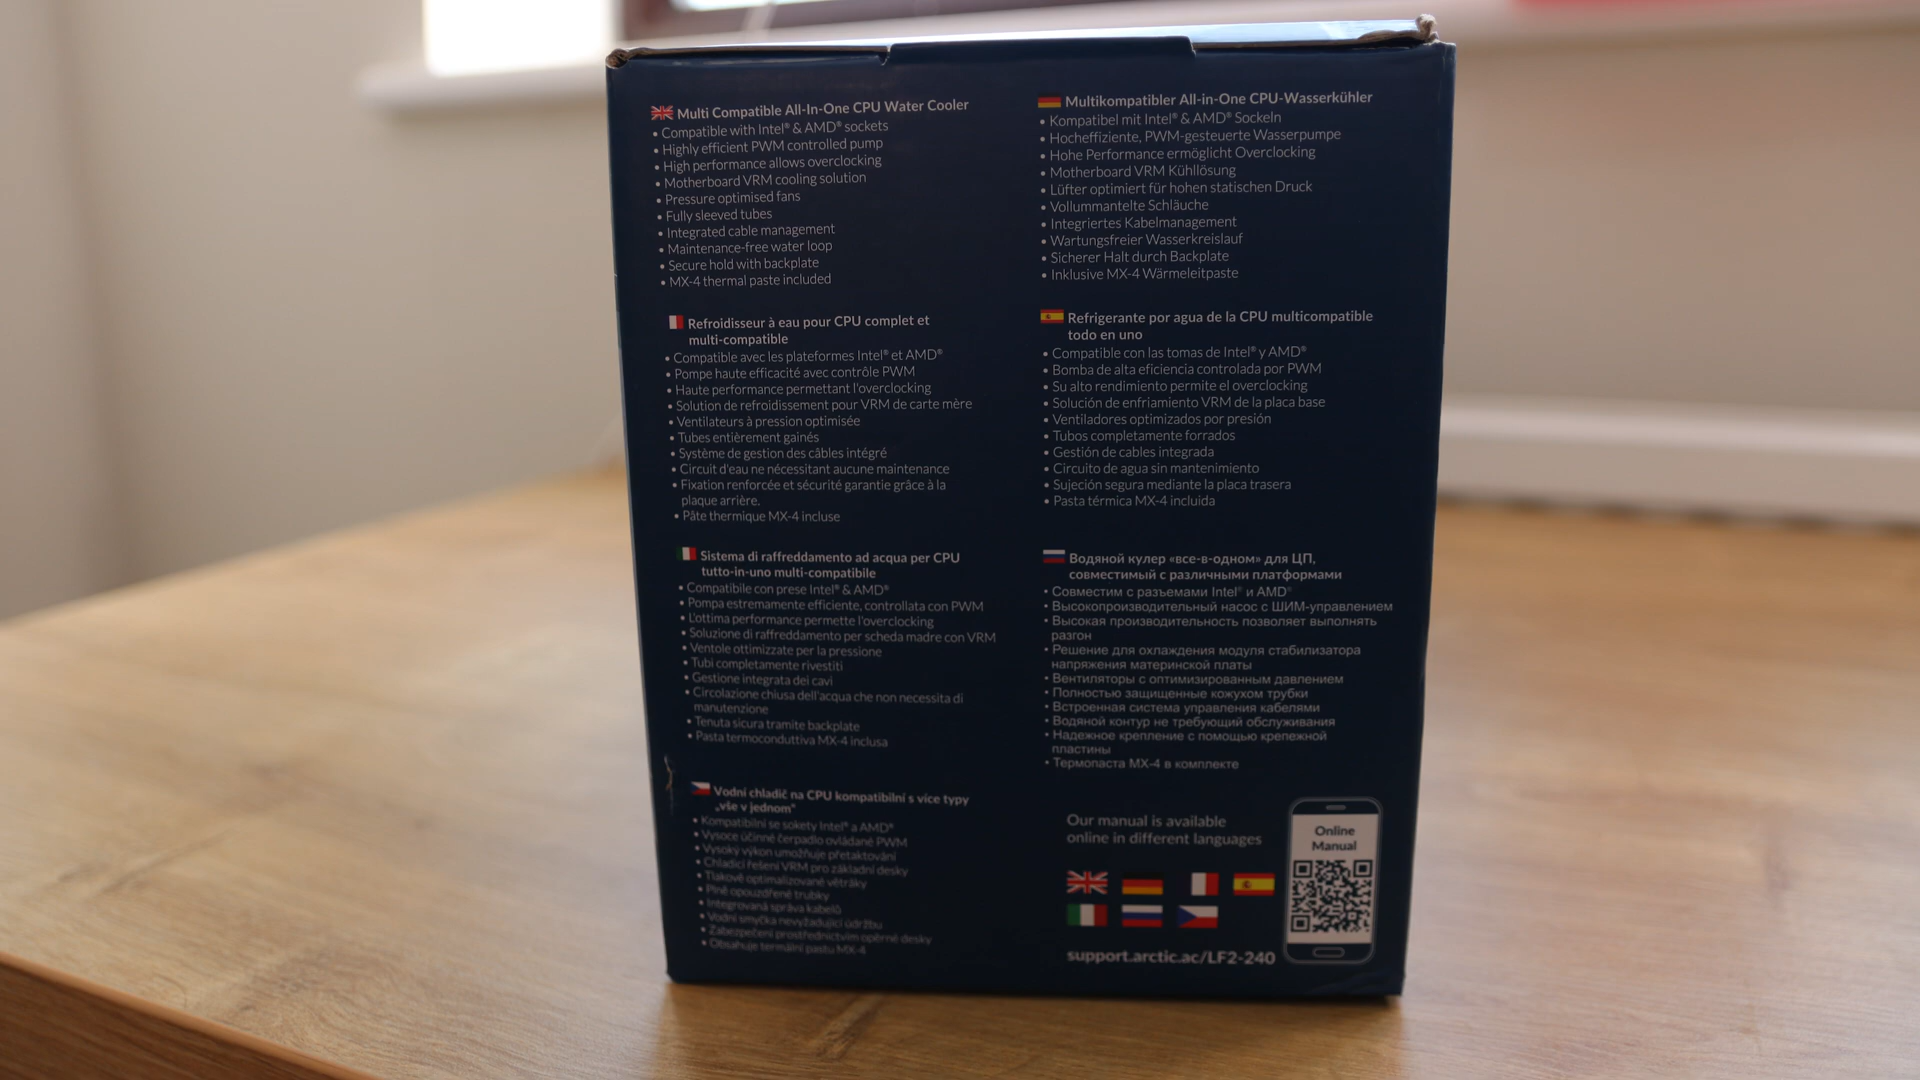 Multi Compatible All-In-One CPU Water Cooler
• Compatible with Intel® & AMD® sockets
• Highly efficient PWM controlled pump
• High performance allows overclocking
• Motherboard VRM cooling solution
• Pressure optimised fans
• Fully sleeved tubes
• Integrated cable management
• Maintenance-free water loop
• Secure hold with backplate
• MX-4 thermal paste included
Multikompatibler All-in-One CPU-Wasserkühler
• Kompatibel mit Intel® & AMD® Sockeln
• Hocheffiziente, PWM-gesteuerte Wasserpumpe
• Hohe Performance ermöglicht Overclocking
• Motherboard VRM Kühllösung
• Lüfter optimiert für hohen statischen Druck
• Vollummantelte Schläuche
• Integriertes Kabelmanagement
• Wartungsfreier Wasserkreislauf
• Sicherer Halt durch Backplate
• Inklusive MX-4 Wärmeleitpaste
Refroidisseur à eau pour CPU complet et
multi-compatible
• Compatible avec les plateformes Intel® et AMD®
• Pompe haute efficacité avec contrôle PWM
• Haute performance permettant l'overclocking
• Solution de refroidissement pour VRM de carte mère
• Ventilateurs à pression optimisée
• Tubes entièrement gainés
• Système de gestion des câbles intégré
• Circuit d'eau ne nécessitant aucune maintenance
• Fixation renforcée et sécurité garantie grâce à la
plaque arrière.
• Pâte thermique MX-4 incluse
Refrigerante por agua de la CPU multicompatible
todo en uno
• Compatible con las tomas de Intel® y AMD®
• Bomba de alta eficiencia controlada por PWM
• Su alto rendimiento permite el overclocking
• Solución de enfriamiento VRM de la placa base
• Ventiladores optimizados por presión
• Tubos completamente forrados
• Gestión de cables integrada
• Circuito de agua sin mantenimiento
• Sujeción segura mediante la placa trasera
• Pasta térmica MX-4 incluida
Sistema di raffreddamento ad acqua per CPU
tutto-in-uno multi-compatibile
• Compatibile con prese Intel® & AMD®
• Pompa estremamente efficiente, controllata con PWM
• L'ottima performance permette l'overclocking
• Soluzione di raffreddamento per scheda madre con VRM
• Ventole ottimizzate per la pressione
• Tubi completamente rivestiti
• Gestione integrata dei cavi
• Circolazione chiusa dell'acqua che non necessita di
manutenzione
• Tenuta sicura tramite backplate
• Pasta termoconduttiva MX-4 inclusa
Водяной кулер «все-в-одном» для ЦП,
совместимый с различными платформами
• Совместим с разъемами Intel® и AMD®
• Высокопроизводительный насос с ШИМ-управлением
• Высокая производительность позволяет выполнять
разгон
• Решение для охлаждения модуля стабилизатора
напряжения материнской платы
• Вентиляторы с оптимизированным давлением
• Полностью защищенные кожухом трубки
• Встроенная система управления кабелями
• Водяной контур не требующий обслуживания
• Надежное крепление с помощью крепежной
пластины
• Термопаста MX-4 в комплекте
Vodní chladič na CPU kompatibilní s více typy
„vše v jednom"
• Kompatibilní se sokety Intel® a AMD®
• Vysoce účinné čerpadlo ovládané PWM
• Vysoký výkon umožňuje přetaktování
• Chladicí řešení VRM pro základní desky
• Tlakově optimalizované větráky
• Plně opouzdřené trubky
• Integrovaná správa kabelů
• Vodní smyčka nevyžadující údržbu
• Zabezpečení prostřednictvím opěrné desky
• Obsahuje termální pastu MX-4
Our manual is available
online in different languages
support.arctic.ac/LF2-240
Online
Manual